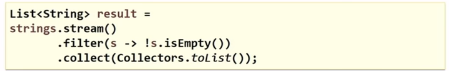 List<String> result =
strings.stream()
.filter(s -> !s.isEmpty())
.collect(Collectors.toList());